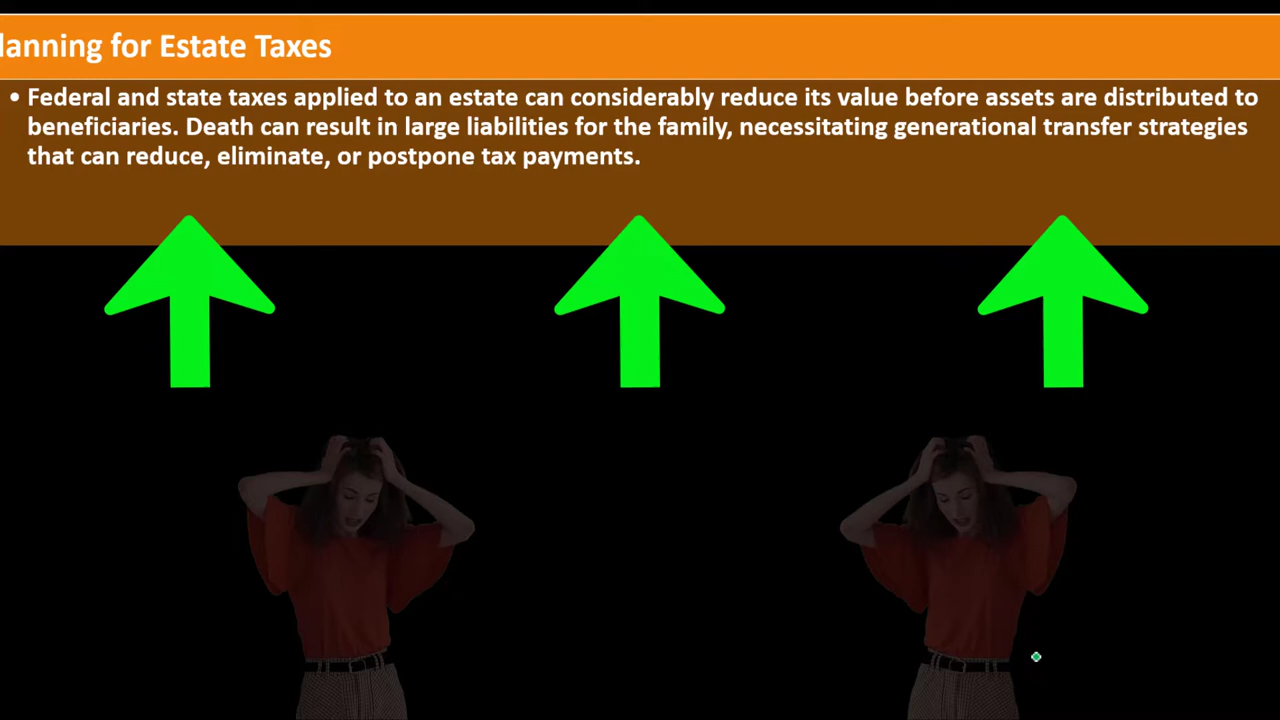 lanning for Estate Taxes
• Federal and state taxes applied to an estate can considerably reduce its value before assets are distributed to
beneficiaries. Death can result in large liabilities for the family, necessitating generational transfer strategies
that can reduce, eliminate, or postpone tax payments.